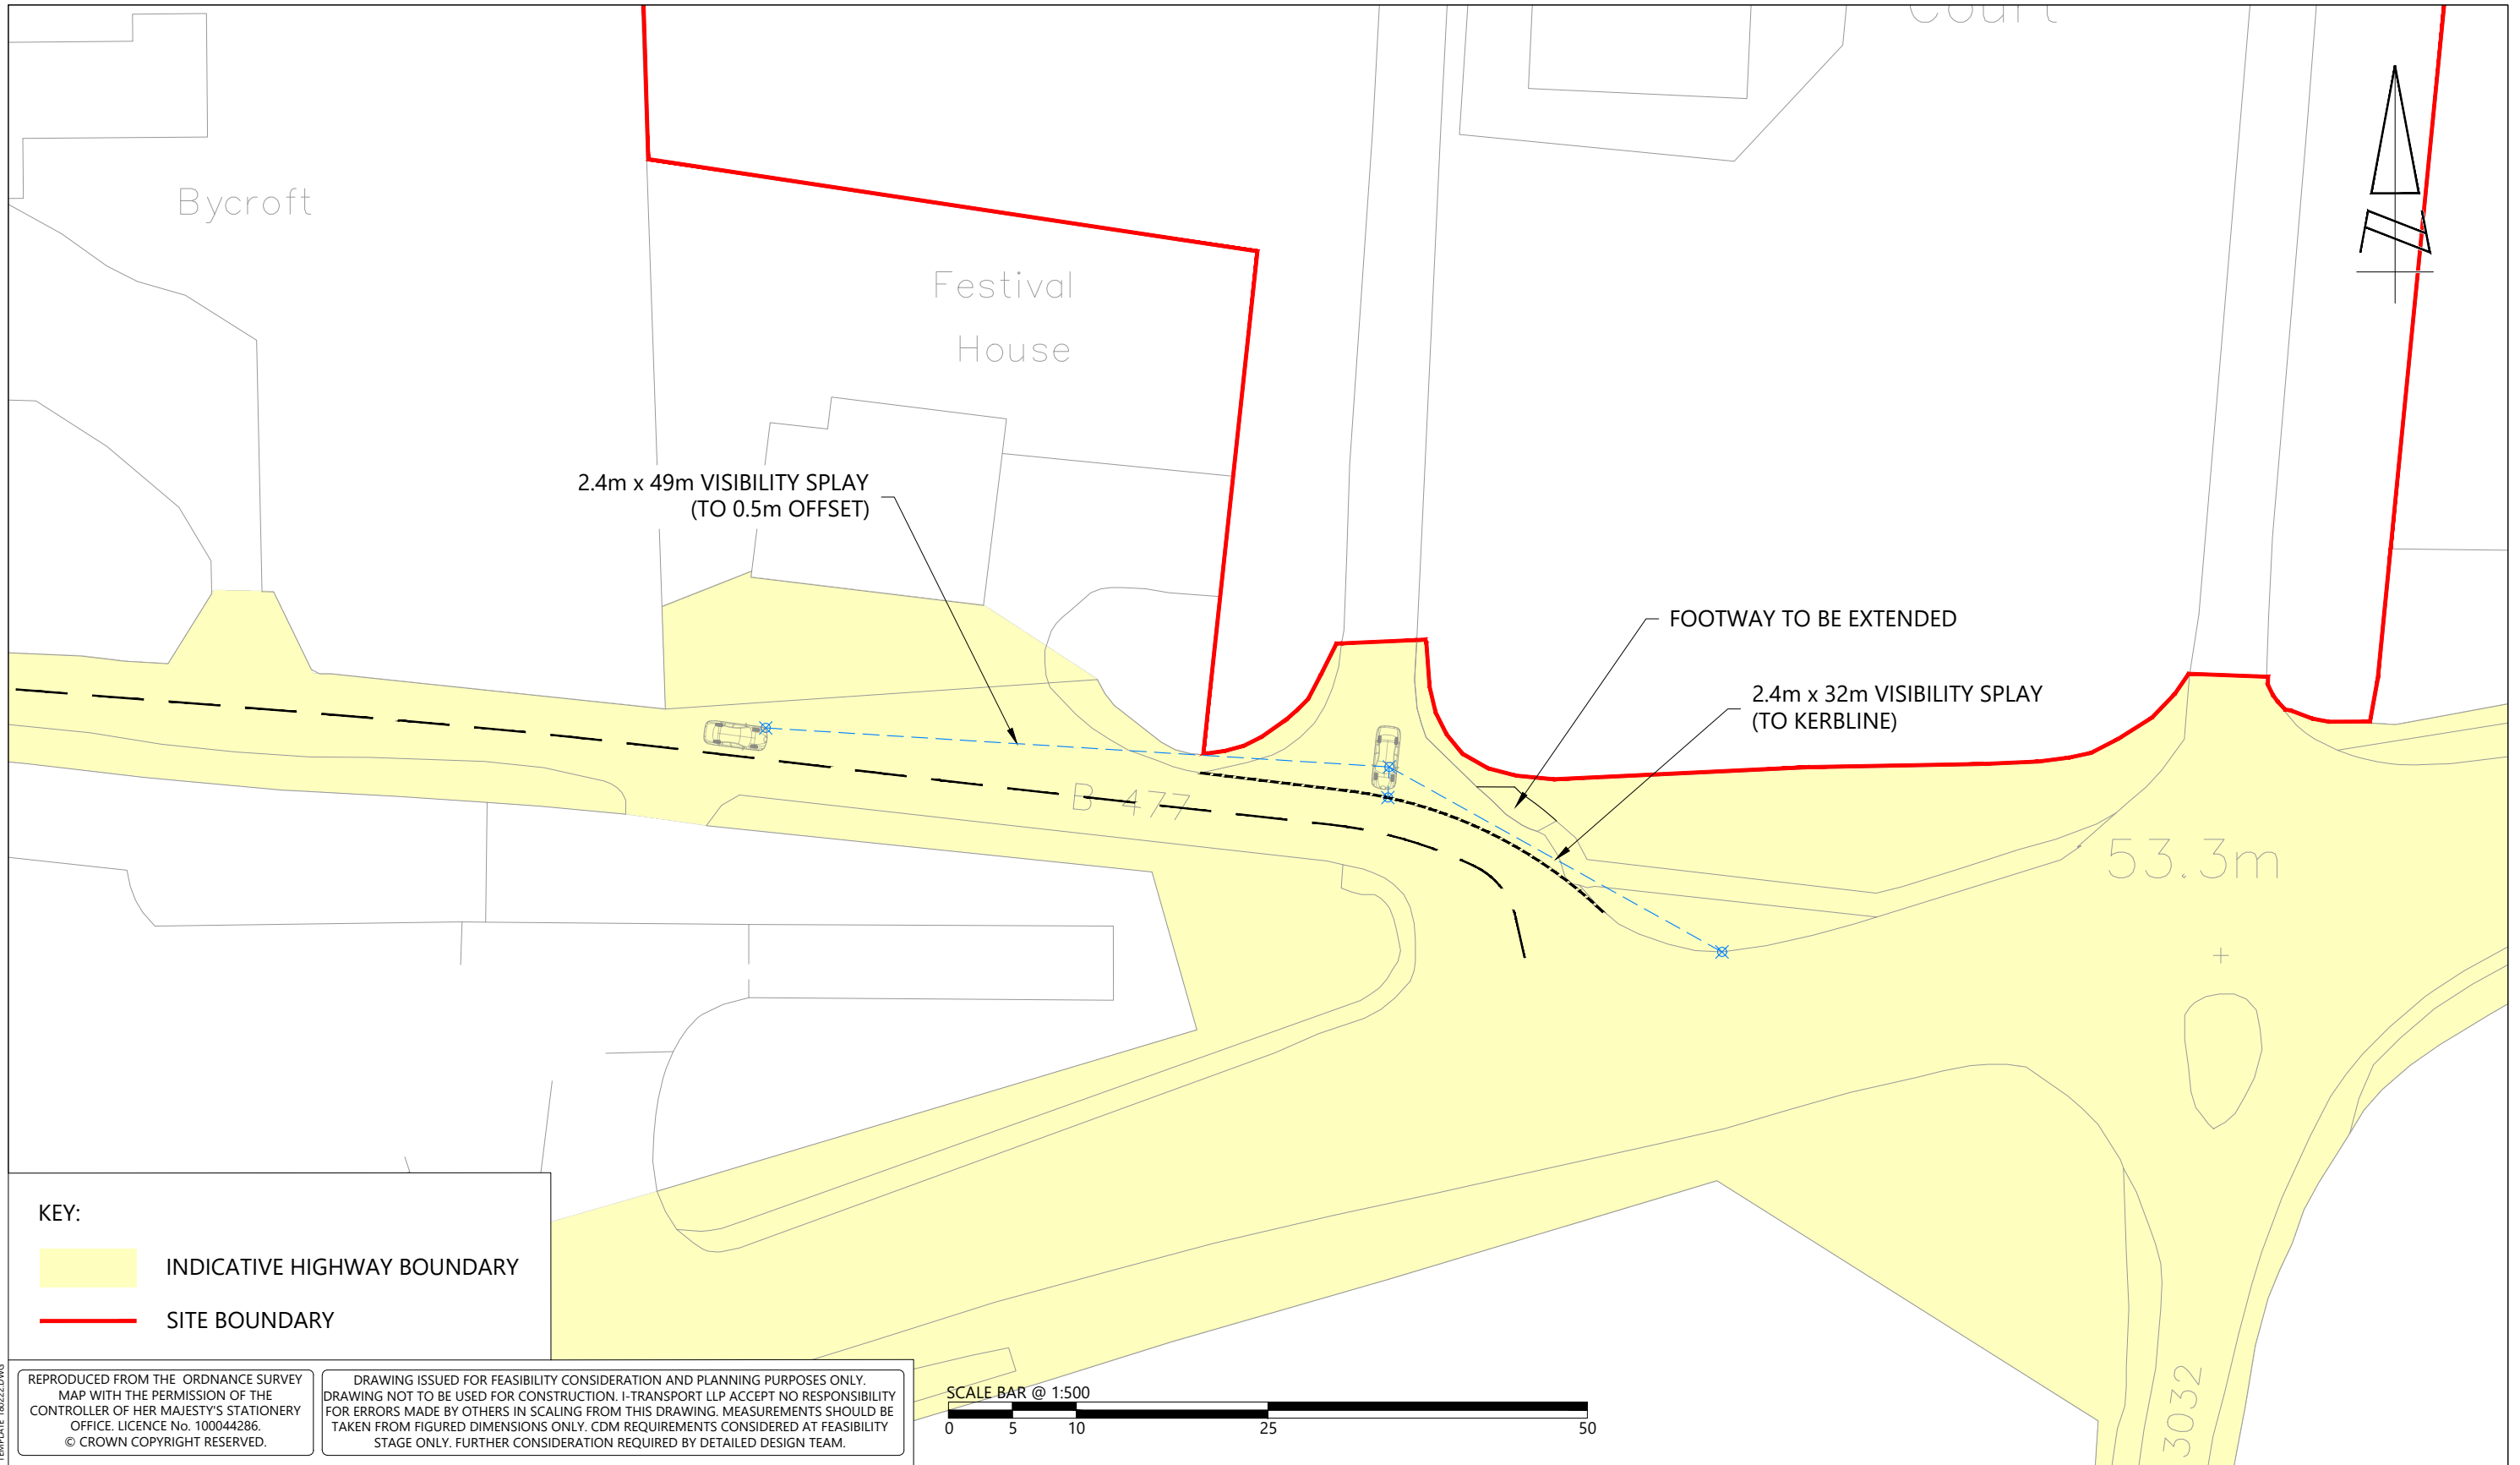 Court
Bycroft
Festival
House
2.4m x 49m VISIBILITY SPLAY
(TO 0.5m OFFSET)
FOOTWAY TO BE EXTENDED
2.4m x 32m VISIBILITY SPLAY
(TO KERBLINE)
B 477
53.3m
3032
KEY:
INDICATIVE HIGHWAY BOUNDARY
SITE BOUNDARY
REPRODUCED FROM THE ORDNANCE SURVEY
MAP WITH THE PERMISSION OF THE
CONTROLLER OF HER MAJESTY'S STATIONERY
OFFICE. LICENCE No. 100044286.
© CROWN COPYRIGHT RESERVED.
DRAWING ISSUED FOR FEASIBILITY CONSIDERATION AND PLANNING PURPOSES ONLY.
DRAWING NOT TO BE USED FOR CONSTRUCTION. I-TRANSPORT LLP ACCEPT NO RESPONSIBILITY
FOR ERRORS MADE BY OTHERS IN SCALING FROM THIS DRAWING. MEASUREMENTS SHOULD BE
TAKEN FROM FIGURED DIMENSIONS ONLY. CDM REQUIREMENTS CONSIDERED AT FEASIBILITY
STAGE ONLY. FURTHER CONSIDERATION REQUIRED BY DETAILED DESIGN TEAM.
SCALE BAR @ 1:500
0 5 10 25 50